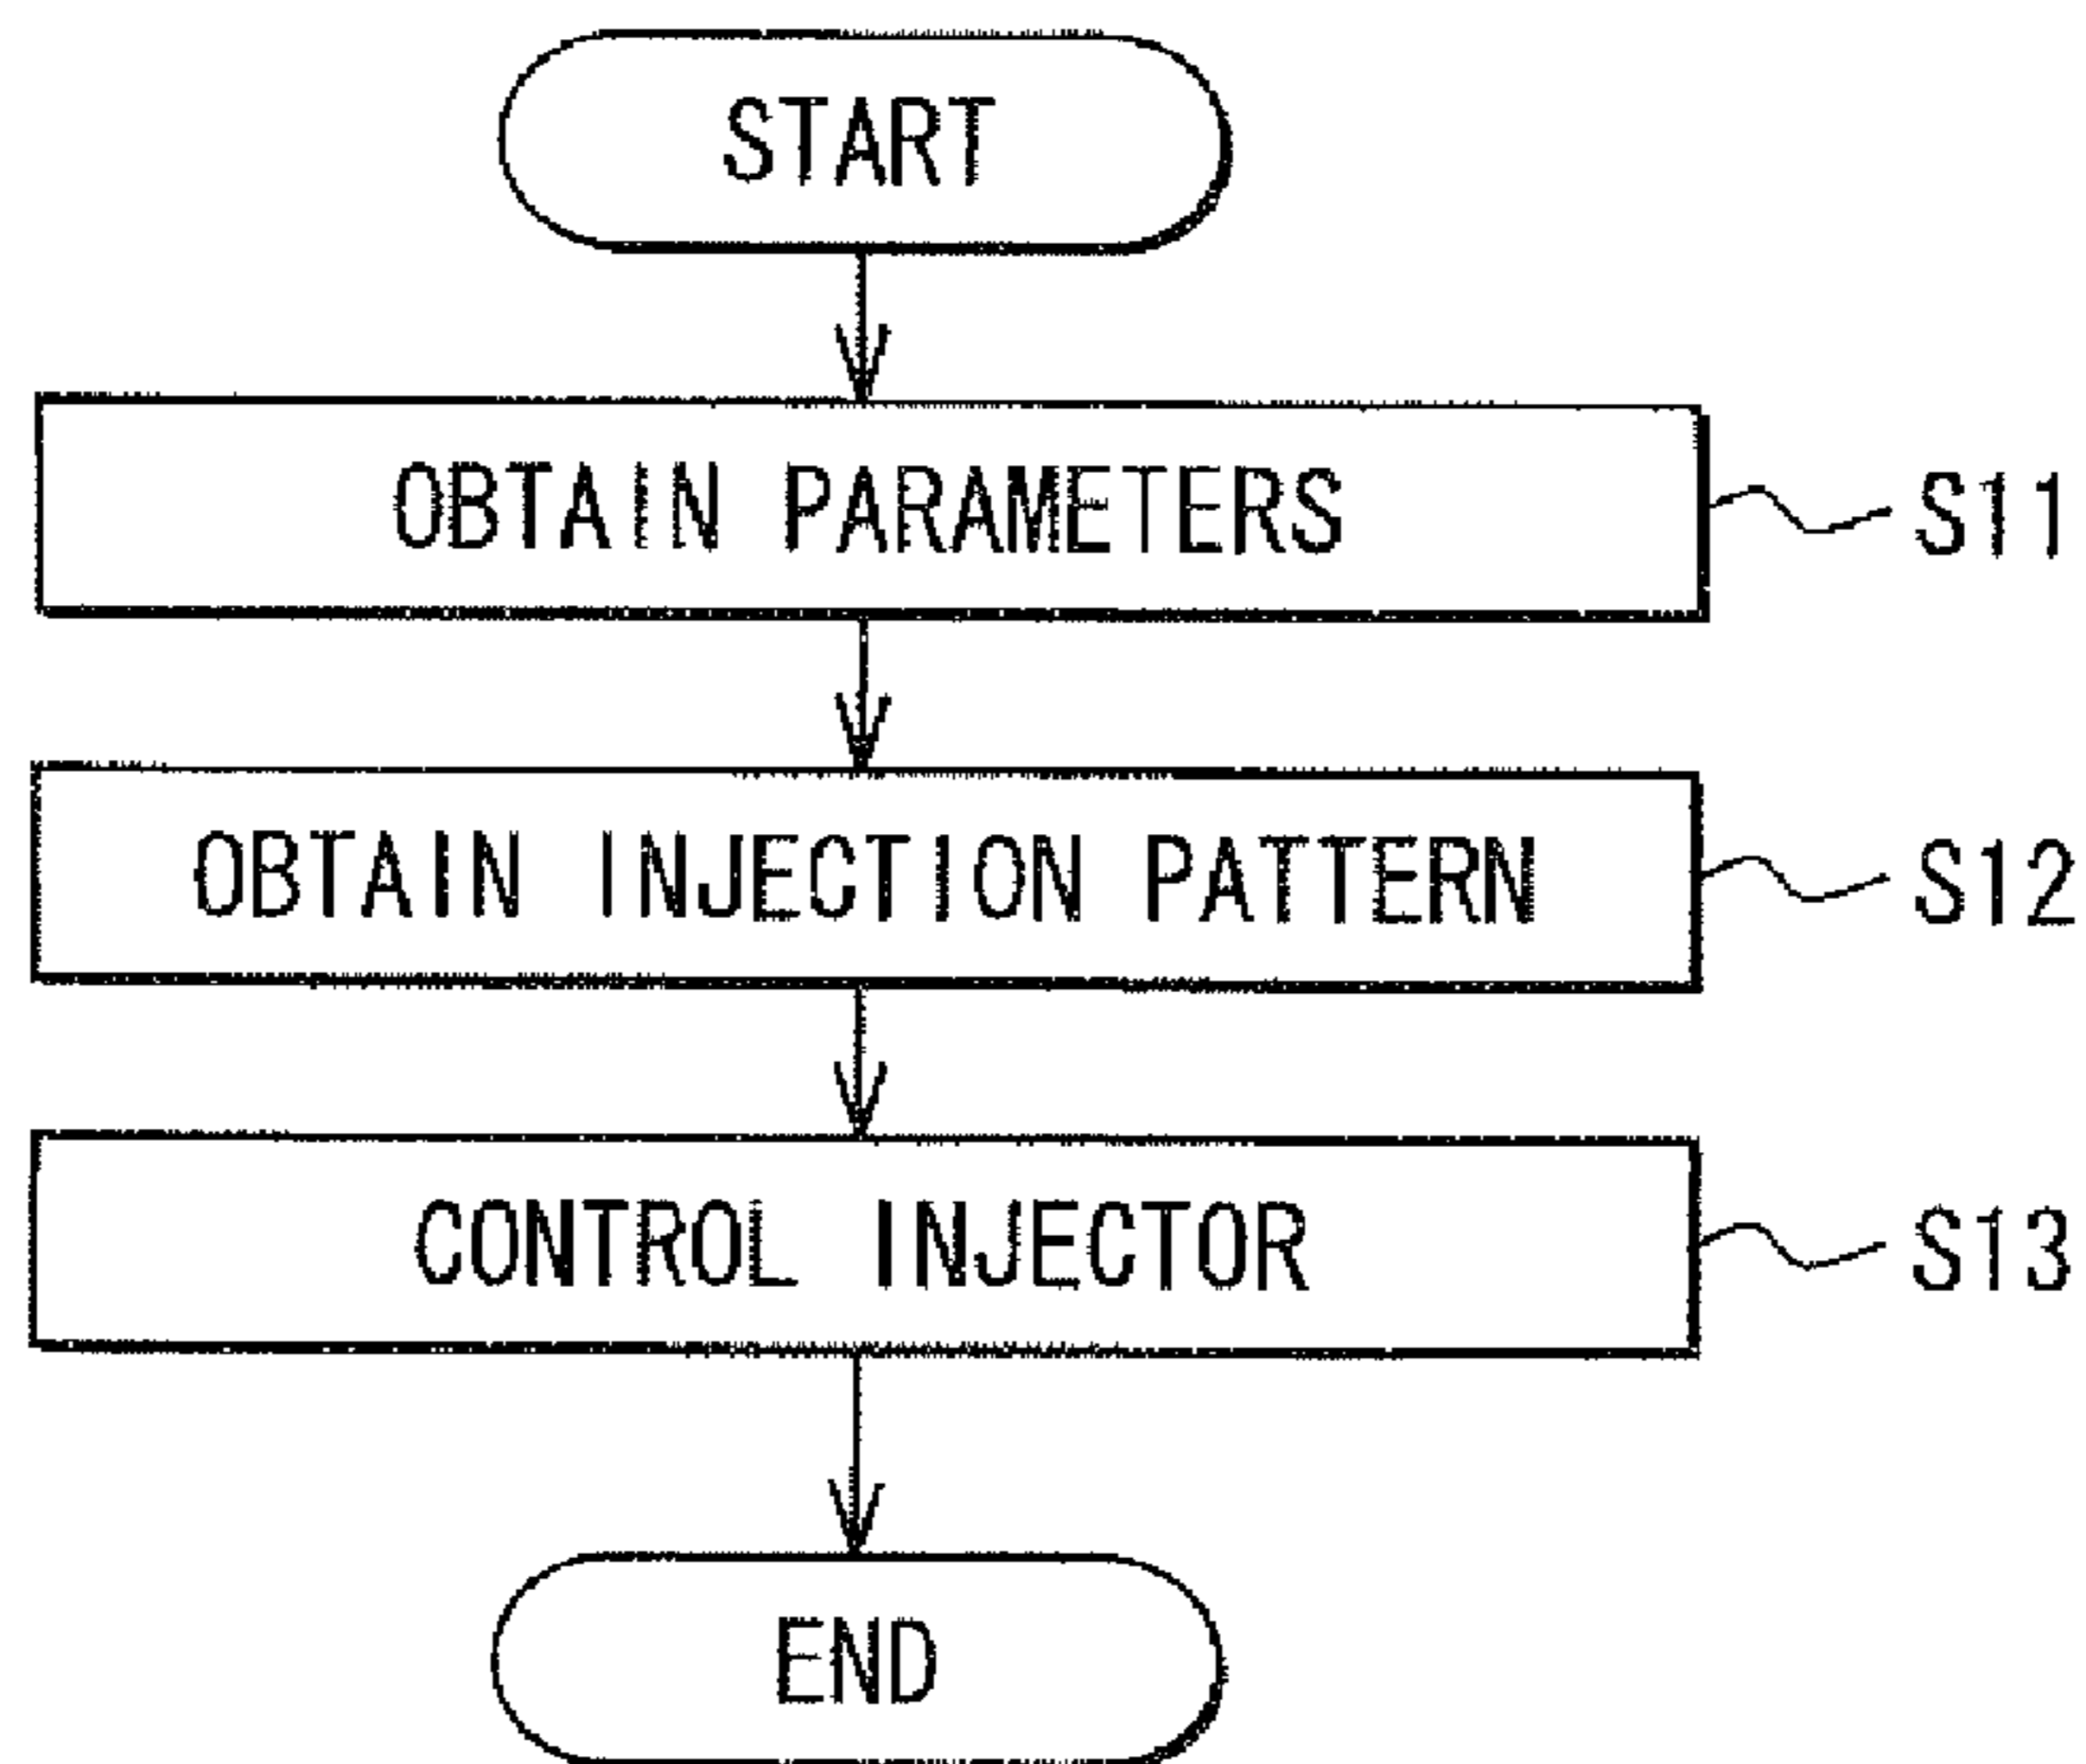 START
OBTAIN PARAMETERS
S11
OBTAIN INJECTION PATTERN
S12
CONTROL INJECTOR
S13
END